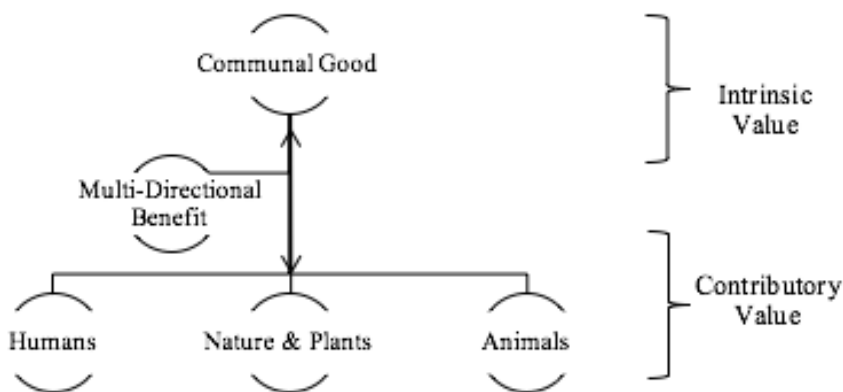 Communal Good
Intrinsic
Value
Multi-Directional
Benefit
Contributory
Value
Humans
Nature & Plants
Animals